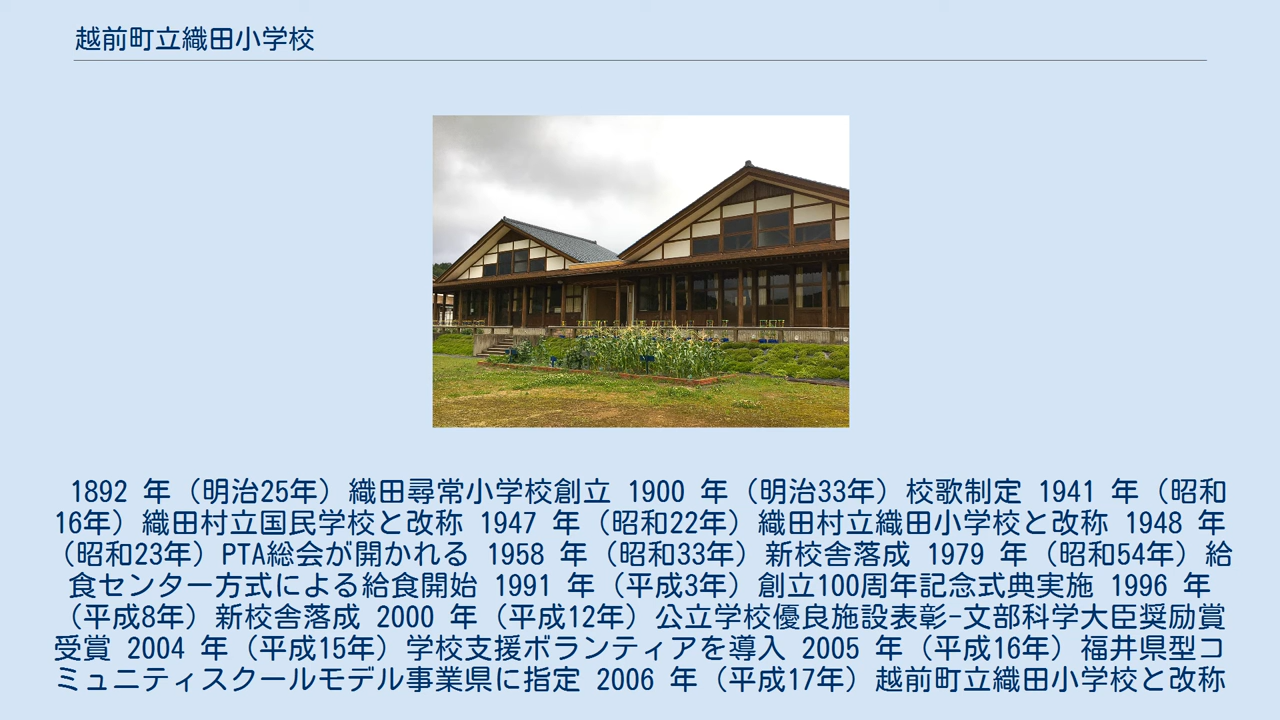 越前町立織田小学校
1892 年（明治25年）織田尋常小学校創立 1900 年（明治33年）校歌制定 1941 年（昭和
16年）織田村立国民学校と改称 1947 年（昭和22年）織田村立織田小学校と改称 1948 年
（昭和23年）PTA総会が開かれる 1958 年（昭和33年）新校舎落成 1979 年（昭和54年）給
食センター方式による給食開始 1991 年（平成3年）創立100周年記念式典実施 1996 年
（平成8年）新校舎落成 2000 年（平成12年）公立学校優良施設表彰-文部科学大臣奨励賞
受賞 2004 年（平成15年）学校支援ボランティアを導入 2005 年（平成16年）福井県型コ
ミュニティスクールモデル事業県に指定 2006 年（平成17年）越前町立織田小学校と改称